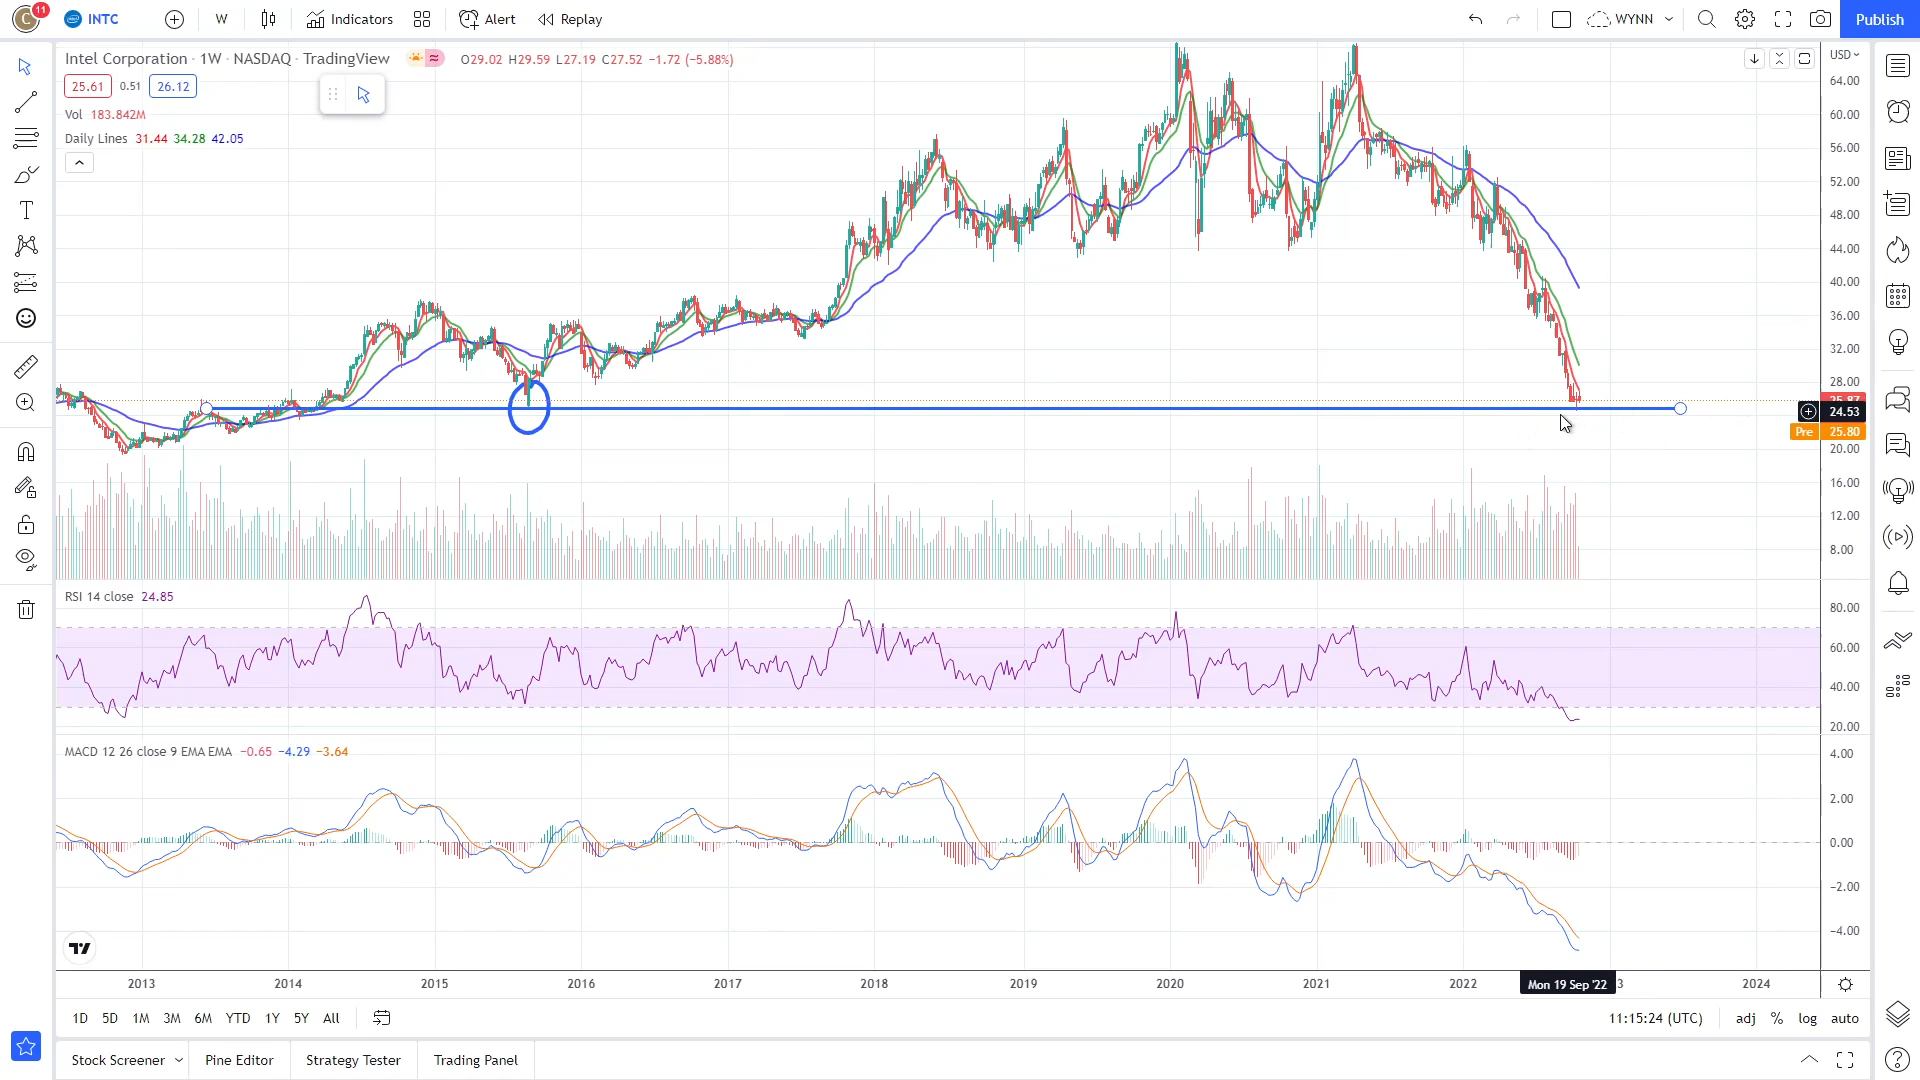 C 11 INTC W Indicators Alert Replay WYNN Publish
Intel Corporation · 1W · NASDAQ · TradingView O29.02 H29.59 L27.19 C27.52 −1.72 (−5.88%) USD
25.61 0.51 26.12
Vol 183.842M
Daily Lines 31.44 34.28 42.05
64.00
60.00
56.00
52.00
48.00
44.00
40.00
36.00
32.00
28.00
25.87
24.53
Pre 25.80
20.00
16.00
12.00
8.00
RSI 14 close 24.85
80.00
60.00
40.00
20.00
MACD 12 26 close 9 EMA EMA −0.65 −4.29 −3.64
4.00
2.00
0.00
−2.00
−4.00
2013 2014 2015 2016 2017 2018 2019 2020 2021 2022 Mon 19 Sep '22 3 2024
1D 5D 1M 3M 6M YTD 1Y 5Y All 11:15:24 (UTC) adj % log auto
Stock Screener Pine Editor Strategy Tester Trading Panel